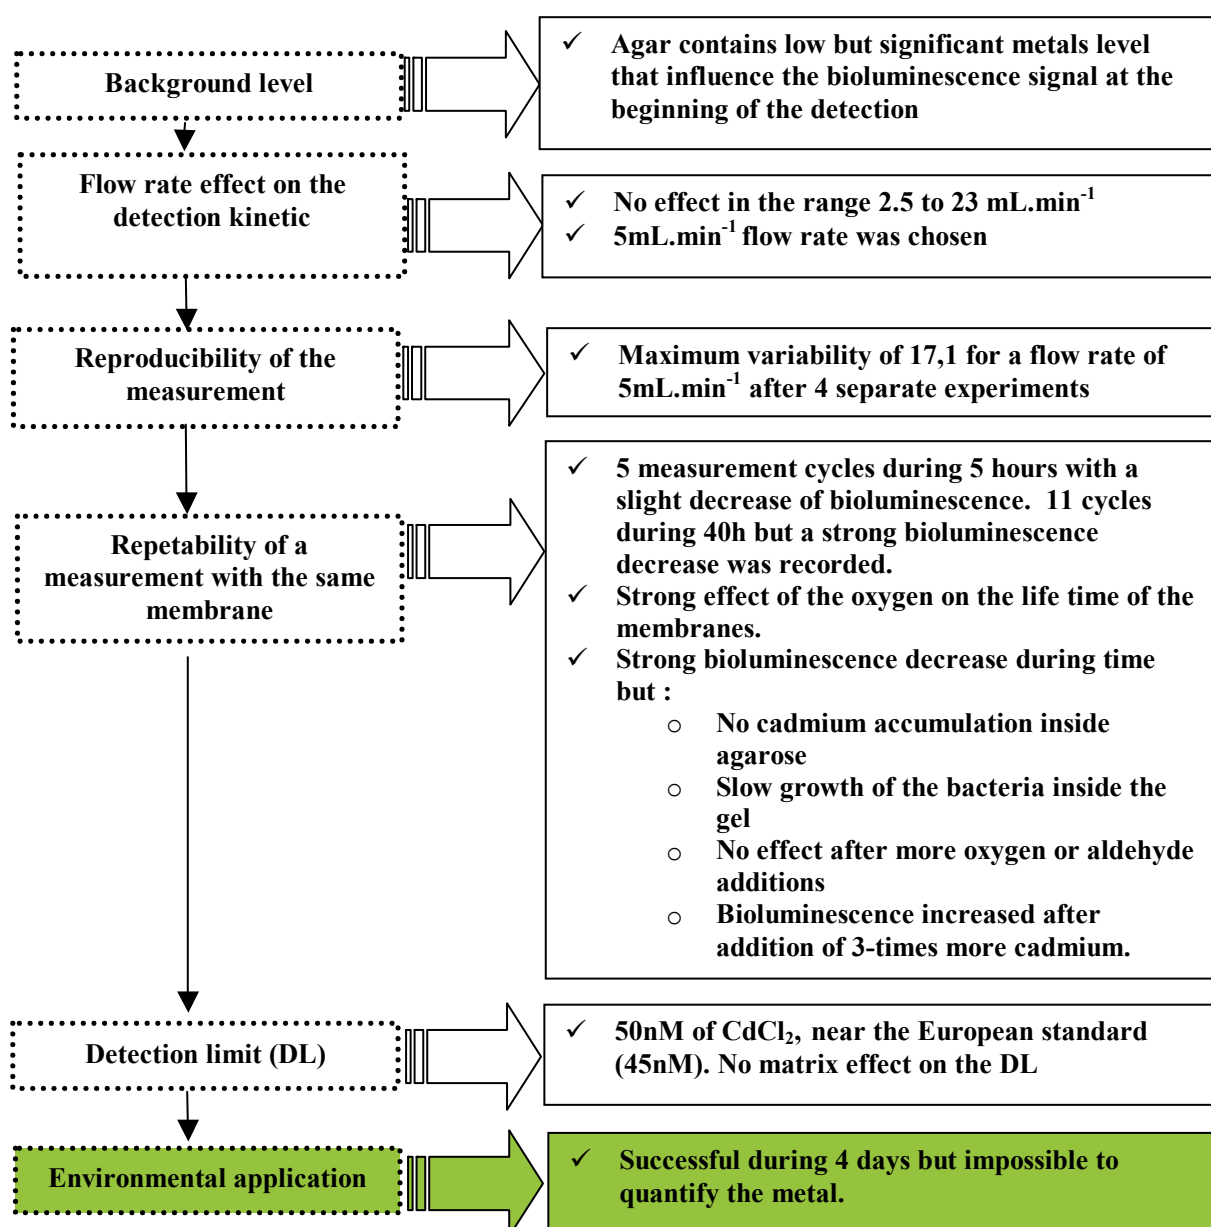 Background level
✓ Agar contains low but significant metals level
that influence the bioluminescence signal at the
beginning of the detection
Flow rate effect on the
detection kinetic
✓ No effect in the range 2.5 to 23 mL.min⁻¹
✓ 5mL.min⁻¹ flow rate was chosen
Reproducibility of the
measurement
✓ Maximum variability of 17,1 for a flow rate of
5mL.min⁻¹ after 4 separate experiments
Repetability of a
measurement with the same
membrane
✓ 5 measurement cycles during 5 hours with a
slight decrease of bioluminescence. 11 cycles
during 40h but a strong bioluminescence
decrease was recorded.
✓ Strong effect of the oxygen on the life time of the
membranes.
✓ Strong bioluminescence decrease during time
but :
o No cadmium accumulation inside
agarose
o Slow growth of the bacteria inside the
gel
o No effect after more oxygen or aldehyde
additions
o Bioluminescence increased after
addition of 3-times more cadmium.
Detection limit (DL)
✓ 50nM of CdCl₂, near the European standard
(45nM). No matrix effect on the DL
Environmental application
✓ Successful during 4 days but impossible to
quantify the metal.